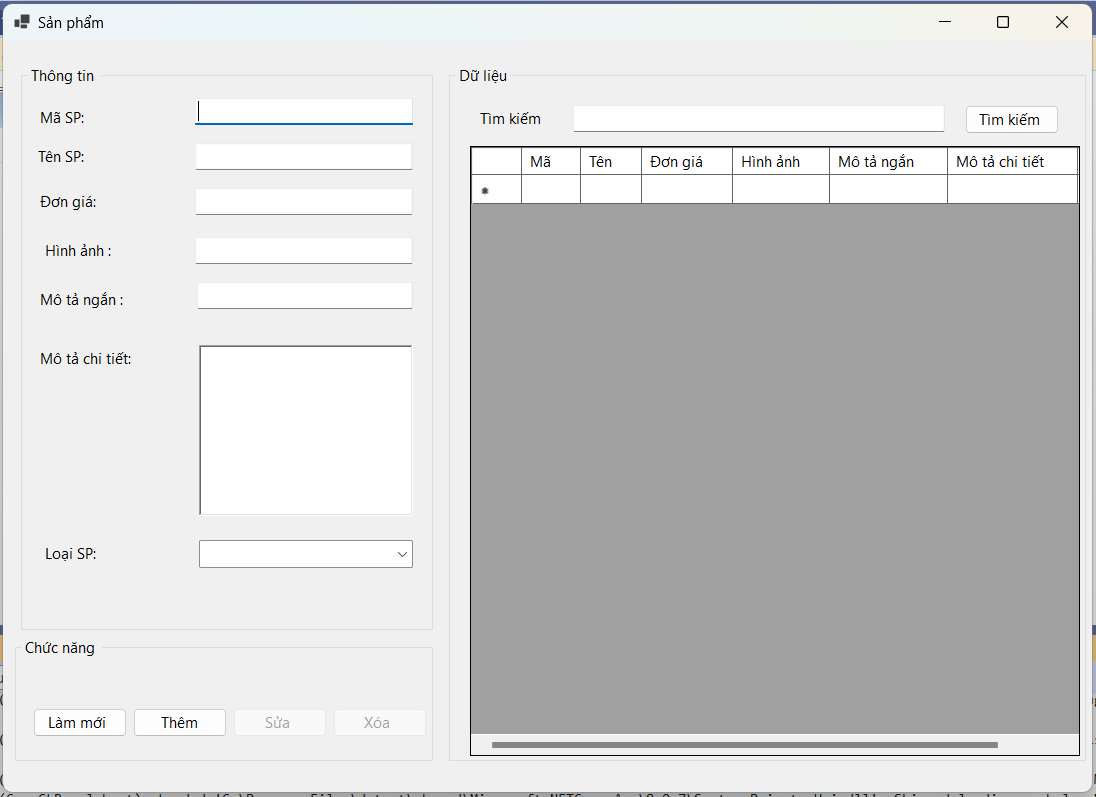 Sản phẩm
Thông tin
Mã SP:
Tên SP:
Đơn giá:
Hình ảnh :
Mô tả ngắn :
Mô tả chi tiết:
Loại SP:
Chức năng
Làm mới Thêm Sửa Xóa
Dữ liệu
Tìm kiếm Tìm kiếm
Mã Tên Đơn giá Hình ảnh Mô tả ngắn Mô tả chi tiết